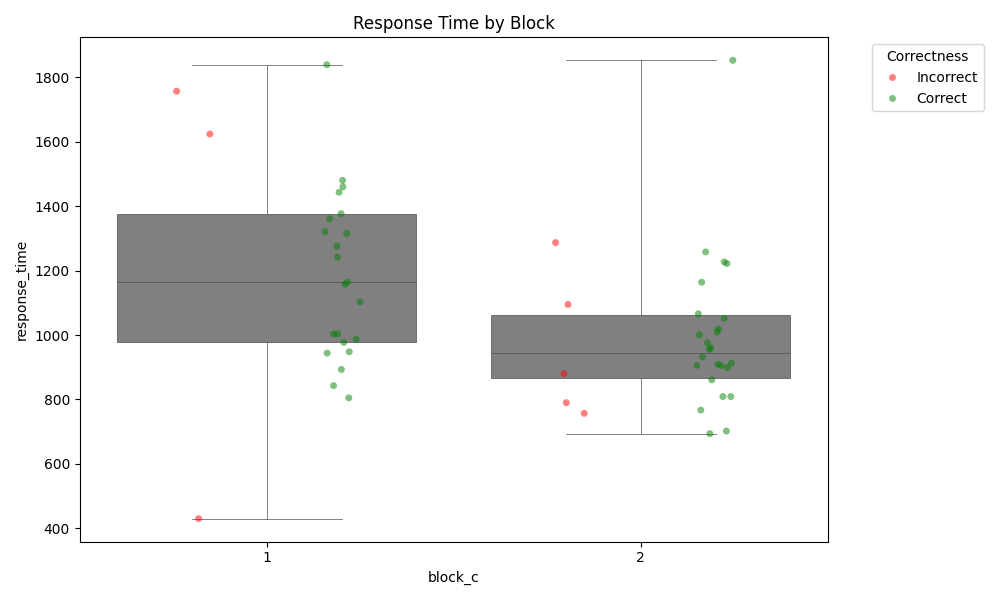 Response Time by Block
Correctness
Incorrect
Correct
response_time
1800
1600
1400
1200
1000
800
600
400
1
2
block_c